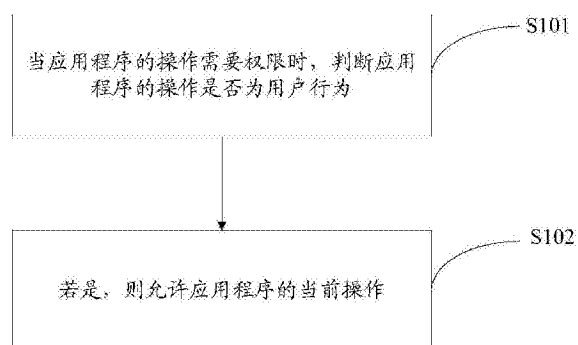 S101
当应用程序的操作需要权限时，判断应用
程序的操作是否为用户行为
S102
若是，则允许应用程序的当前操作